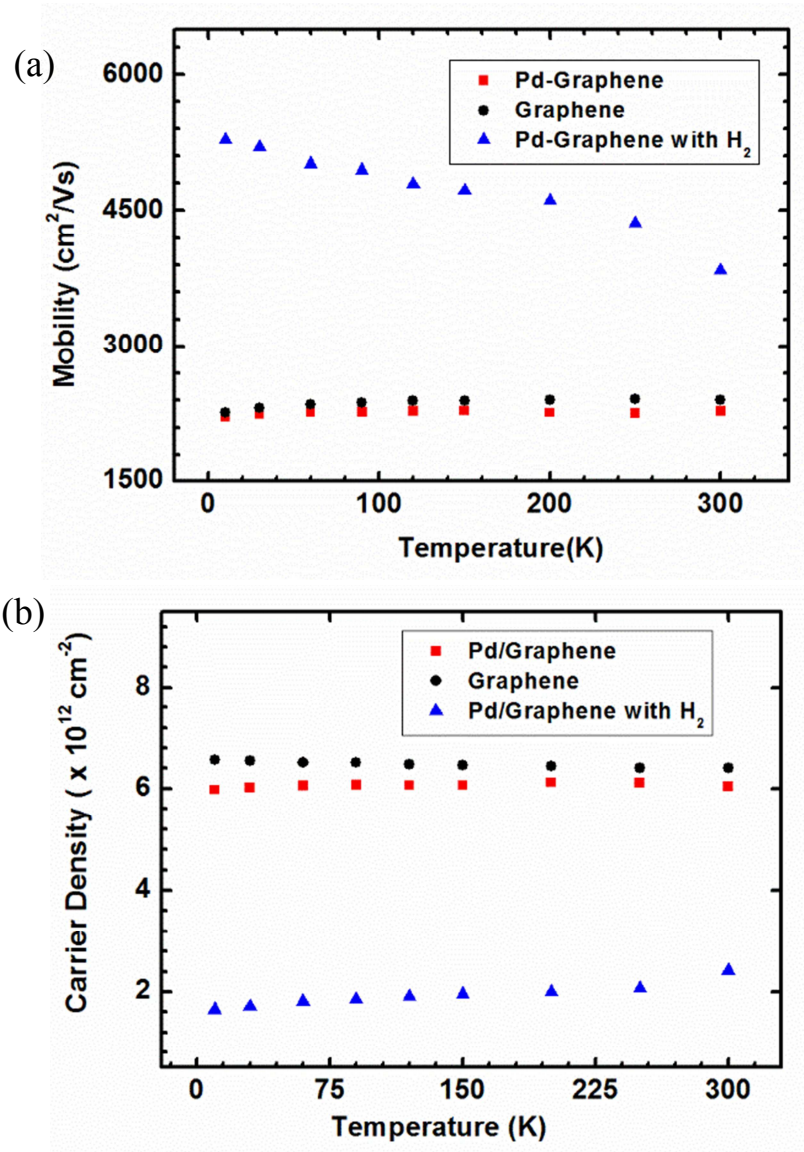 (a)
6000
4500
3000
1500
Mobility (cm²/Vs)
Pd-Graphene
Graphene
Pd-Graphene with H₂
0 100 200 300
Temperature(K)
(b)
8
6
4
2
Carrier Density ( x 10¹² cm⁻²)
Pd/Graphene
Graphene
Pd/Graphene with H₂
0 75 150 225 300
Temperature (K)